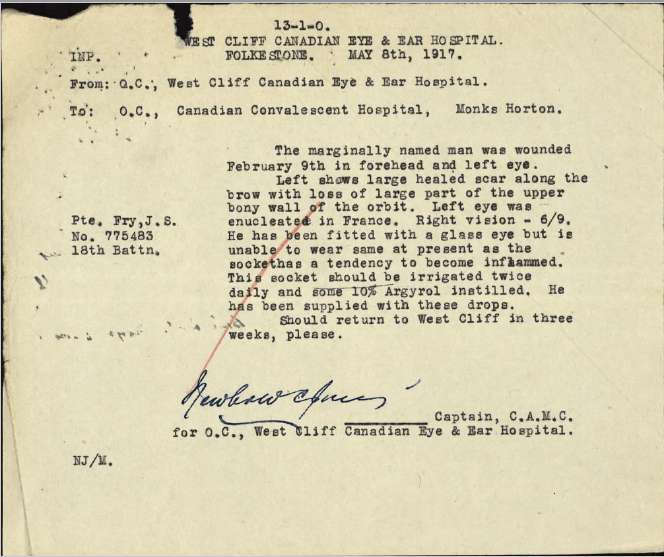 13-1-0.
WEST CLIFF CANADIAN EYE & EAR HOSPITAL.
INP. FOLKESTONE. MAY 8th, 1917.
From: O.C., West Cliff Canadian Eye & Ear Hospital.
To: O.C., Canadian Convalescent Hospital, Monks Horton.
The marginally named man was wounded
February 9th in forehead and left eye.
Left shows large healed scar along the
brow with loss of large part of the upper
bony wall of the orbit. Left eye was
Pte. Fry,J.S. enucleated in France. Right vision - 6/9.
No. 775483 He has been fitted with a glass eye but is
18th Battn. unable to wear same at present as the
sockethas a tendency to become inflammed.
This socket should be irrigated twice
daily and some 10% Argyrol instilled. He
has been supplied with these drops.
Should return to West Cliff in three
weeks, please.
Captain, C.A.M.C.
for O.C., West Cliff Canadian Eye & Ear Hospital.
NJ/M.